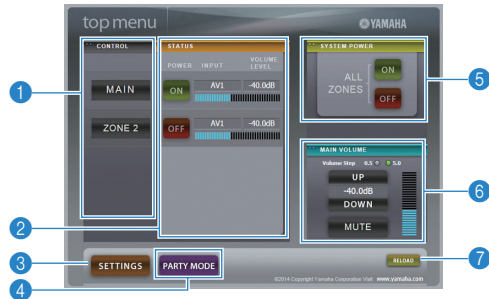 top menu
YAMAHA
CONTROL
MAIN
ZONE 2
STATUS
POWER INPUT VOLUME LEVEL
ON AV1 -40.0dB
OFF AV1 -40.0dB
SYSTEM POWER
ALL ZONES
ON
OFF
MAIN VOLUME
Volume Step 0.5 5.0
UP
-40.0dB
DOWN
MUTE
SETTINGS
PARTY MODE
RELOAD
©2014 Copyright Yamaha Corporation Visit www.yamaha.com
1
2
3
4
5
6
7